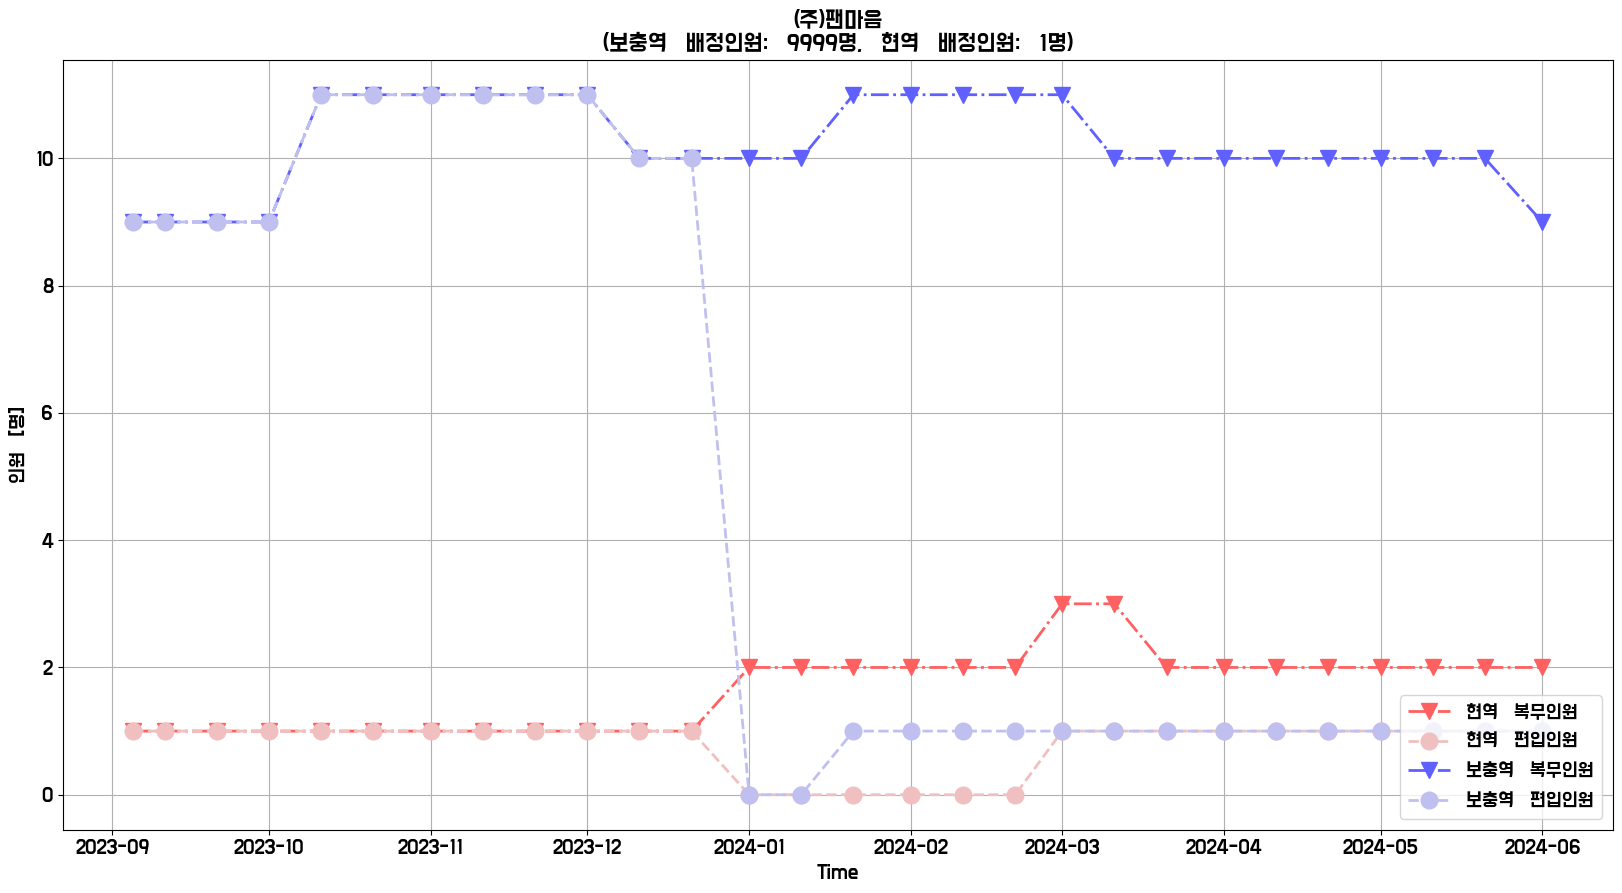 (주)팬마음
(보충역 배정인원: 9999명, 현역 배정인원: 1명)
인원 [명]
10
8
6
4
2
0
2023-09 2023-10 2023-11 2023-12 2024-01 2024-02 2024-03 2024-04 2024-05 2024-06
Time
현역 복무인원
현역 편입인원
보충역 복무인원
보충역 편입인원